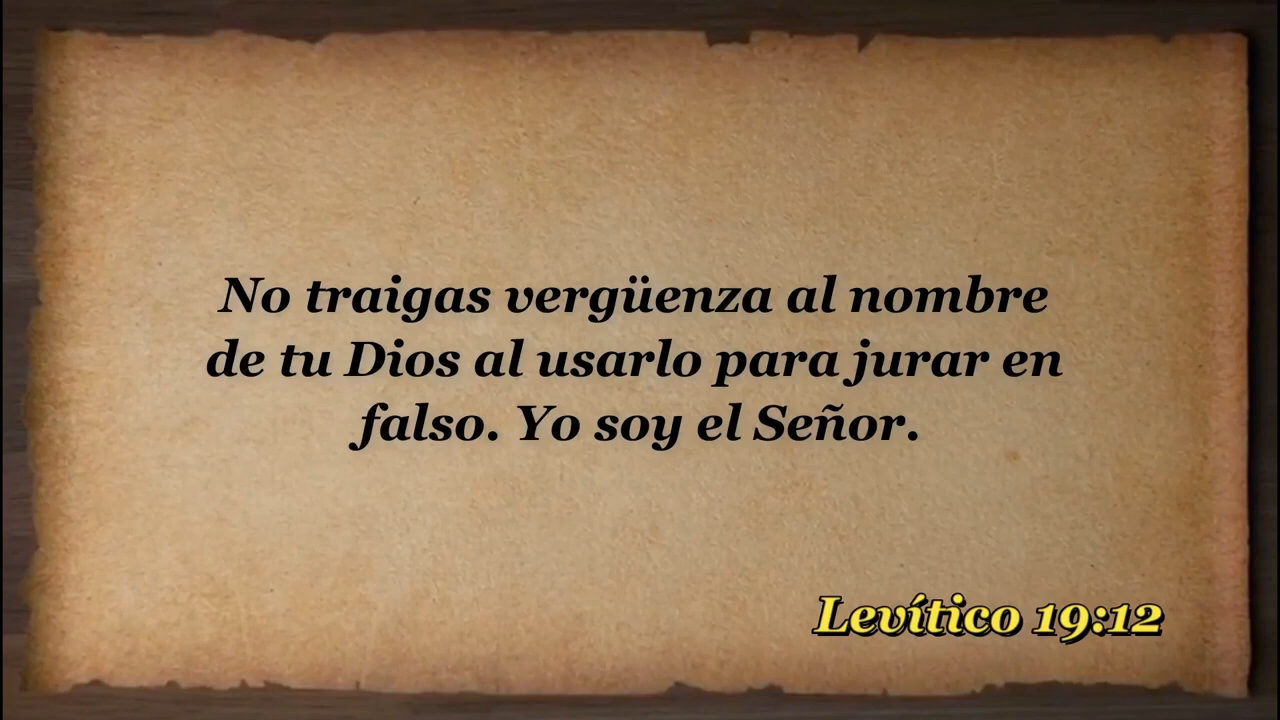 No traigas vergüenza al nombre
de tu Dios al usarlo para jurar en
falso. Yo soy el Señor.
Levítico 19:12